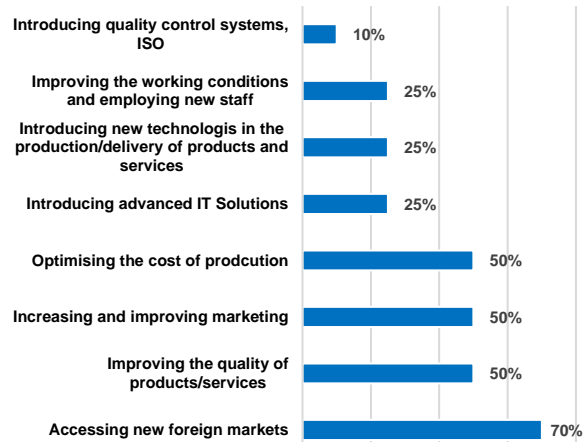 Introducing quality control systems,
ISO
10%
Improving the working conditions
and employing new staff
25%
Introducing new technologis in the
production/delivery of products and
services
25%
Introducing advanced IT Solutions
25%
Optimising the cost of prodcution
50%
Increasing and improving marketing
50%
Improving the quality of
products/services
50%
Accessing new foreign markets
70%